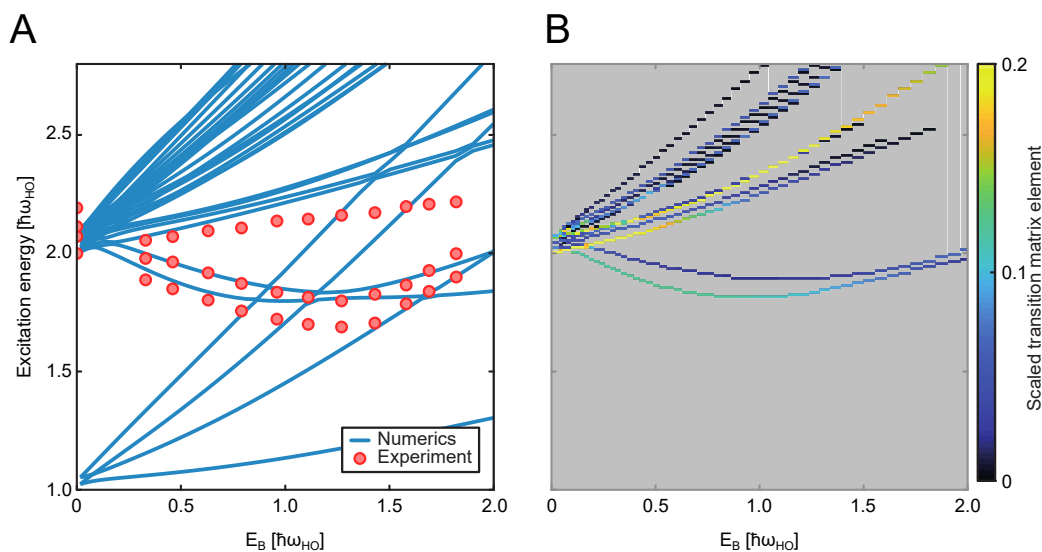 A
B
Excitation energy [ħω_HO]
2.5
2.0
1.5
1.0
0
0.5
1.0
1.5
2.0
E_B [ħω_HO]
Numerics
Experiment
0
0.5
1.0
1.5
2.0
E_B [ħω_HO]
0.2
0.1
0
Scaled transition matrix element